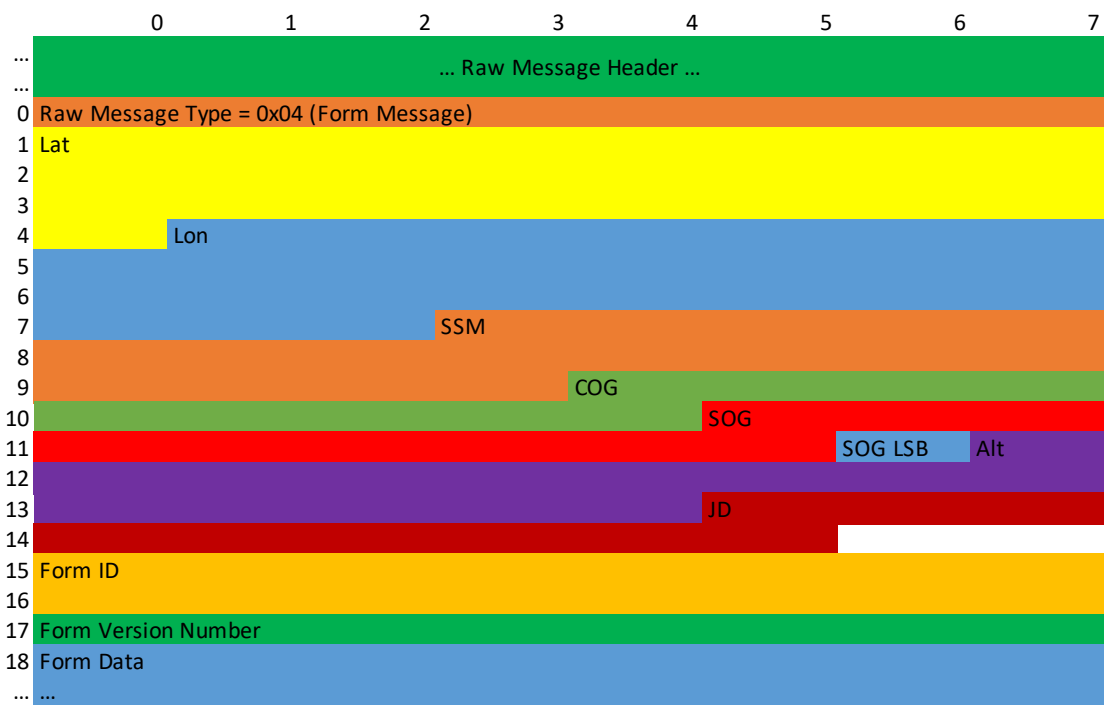 0 1 2 3 4 5 6 7
...
... Raw Message Header ...
...
0 Raw Message Type = 0x04 (Form Message)
1 Lat
2
3
4 Lon
5
6
7 SSM
8
9 COG
10 SOG
11 SOG LSB Alt
12
13 JD
14
15 Form ID
16
17 Form Version Number
18 Form Data
... ...